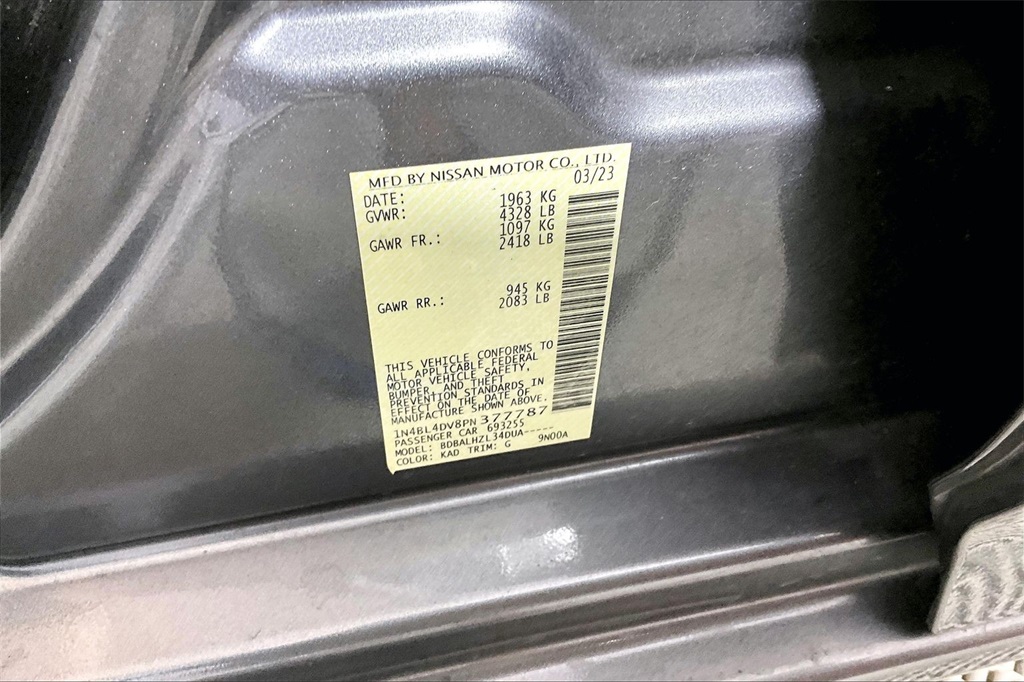 MFD BY NISSAN MOTOR CO., LTD.
DATE: 03/23
GVWR: 1963 KG
4328 LB
GAWR FR.: 1097 KG
2418 LB
GAWR RR.: 945 KG
2083 LB
THIS VEHICLE CONFORMS TO
ALL APPLICABLE FEDERAL
MOTOR VEHICLE SAFETY,
BUMPER, AND THEFT
PREVENTION STANDARDS IN
EFFECT ON THE DATE OF
MANUFACTURE SHOWN ABOVE.
1N4BL4DV8PN377787
PASSENGER CAR 693255
MODEL: BDBALHZL34DUA-----
COLOR: KAD TRIM: G 9N00A